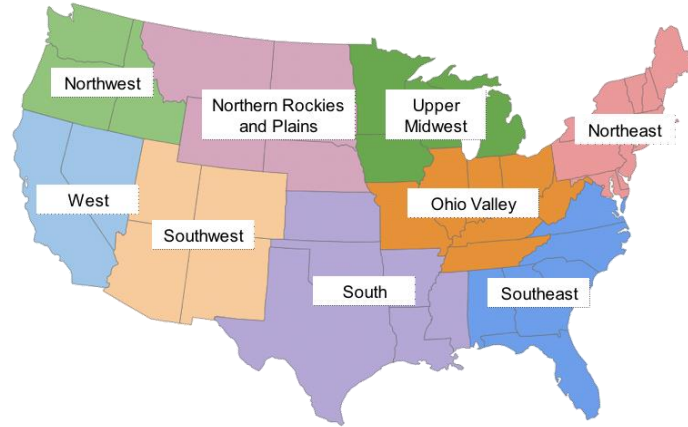 Northwest
Northern Rockies
and Plains
Upper
Midwest
Northeast
West
Ohio Valley
Southwest
South
Southeast